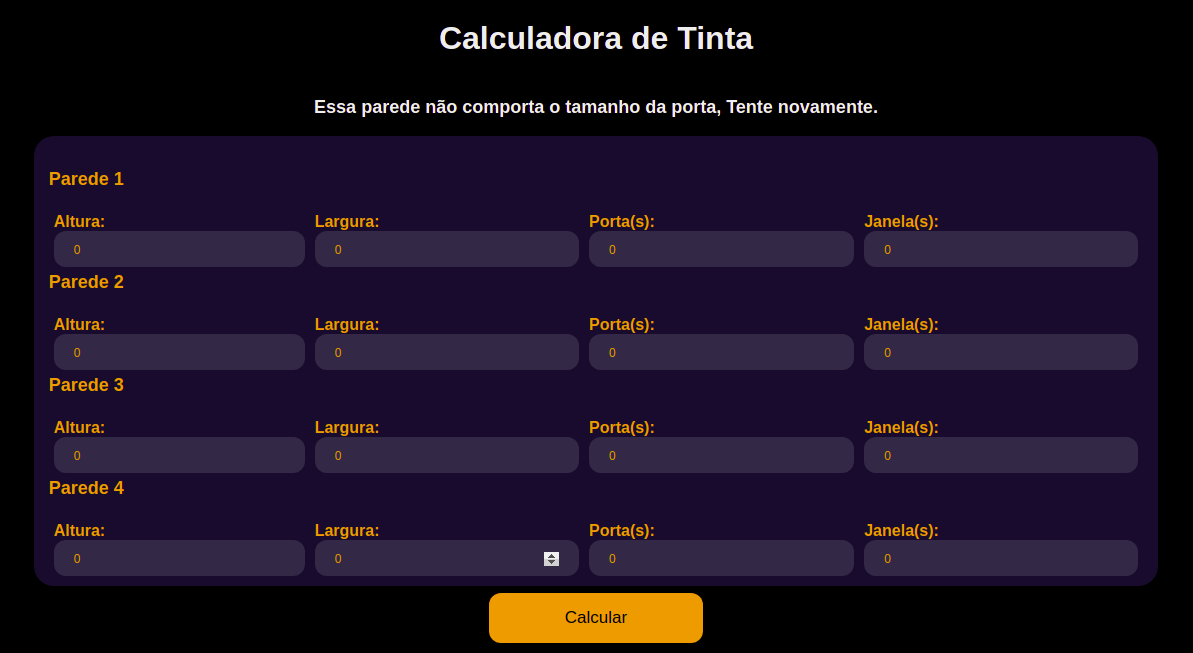 Calculadora de Tinta
Essa parede não comporta o tamanho da porta, Tente novamente.
Parede 1
Altura: Largura: Porta(s): Janela(s):
0 0 0 0
Parede 2
Altura: Largura: Porta(s): Janela(s):
0 0 0 0
Parede 3
Altura: Largura: Porta(s): Janela(s):
0 0 0 0
Parede 4
Altura: Largura: Porta(s): Janela(s):
0 0 0 0
Calcular